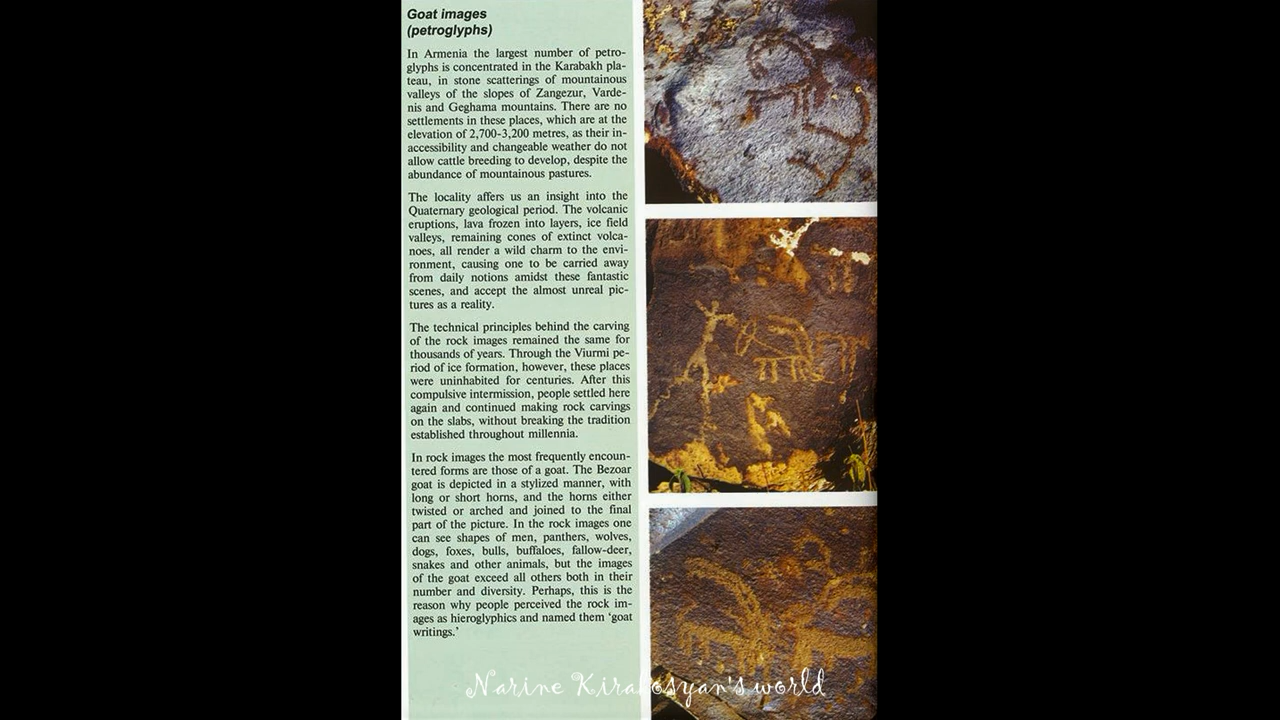 Goat images
(petroglyphs)
In Armenia the largest number of petro-
glyphs is concentrated in the Karabakh pla-
teau, in stone scatterings of mountainous
valleys of the slopes of Zangezur, Varde-
nis and Geghama mountains. There are no
settlements in these places, which are at the
elevation of 2,700-3,200 metres, as their in-
accessibility and changeable weather do not
allow cattle breeding to develop, despite the
abundance of mountainous pastures.
The locality affers us an insight into the
Quaternary geological period. The volcanic
eruptions, lava frozen into layers, ice field
valleys, remaining cones of extinct volca-
noes, all render a wild charm to the envi-
ronment, causing one to be carried away
from daily notions amidst these fantastic
scenes, and accept the almost unreal pic-
tures as a reality.
The technical principles behind the carving
of the rock images remained the same for
thousands of years. Through the Viurmi pe-
riod of ice formation, however, these places
were uninhabited for centuries. After this
compulsive intermission, people settled here
again and continued making rock carvings
on the slabs, without breaking the tradition
established throughout millennia.
In rock images the most frequently encoun-
tered forms are those of a goat. The Bezoar
goat is depicted in a stylized manner, with
long or short horns, and the horns either
twisted or arched and joined to the final
part of the picture. In the rock images one
can see shapes of men, panthers, wolves,
dogs, foxes, bulls, buffaloes, fallow-deer,
snakes and other animals, but the images
of the goat exceed all others both in their
number and diversity. Perhaps, this is the
reason why people perceived the rock im-
ages as hieroglyphics and named them ‘goat
writings.’
Narine Kirakosyan's world